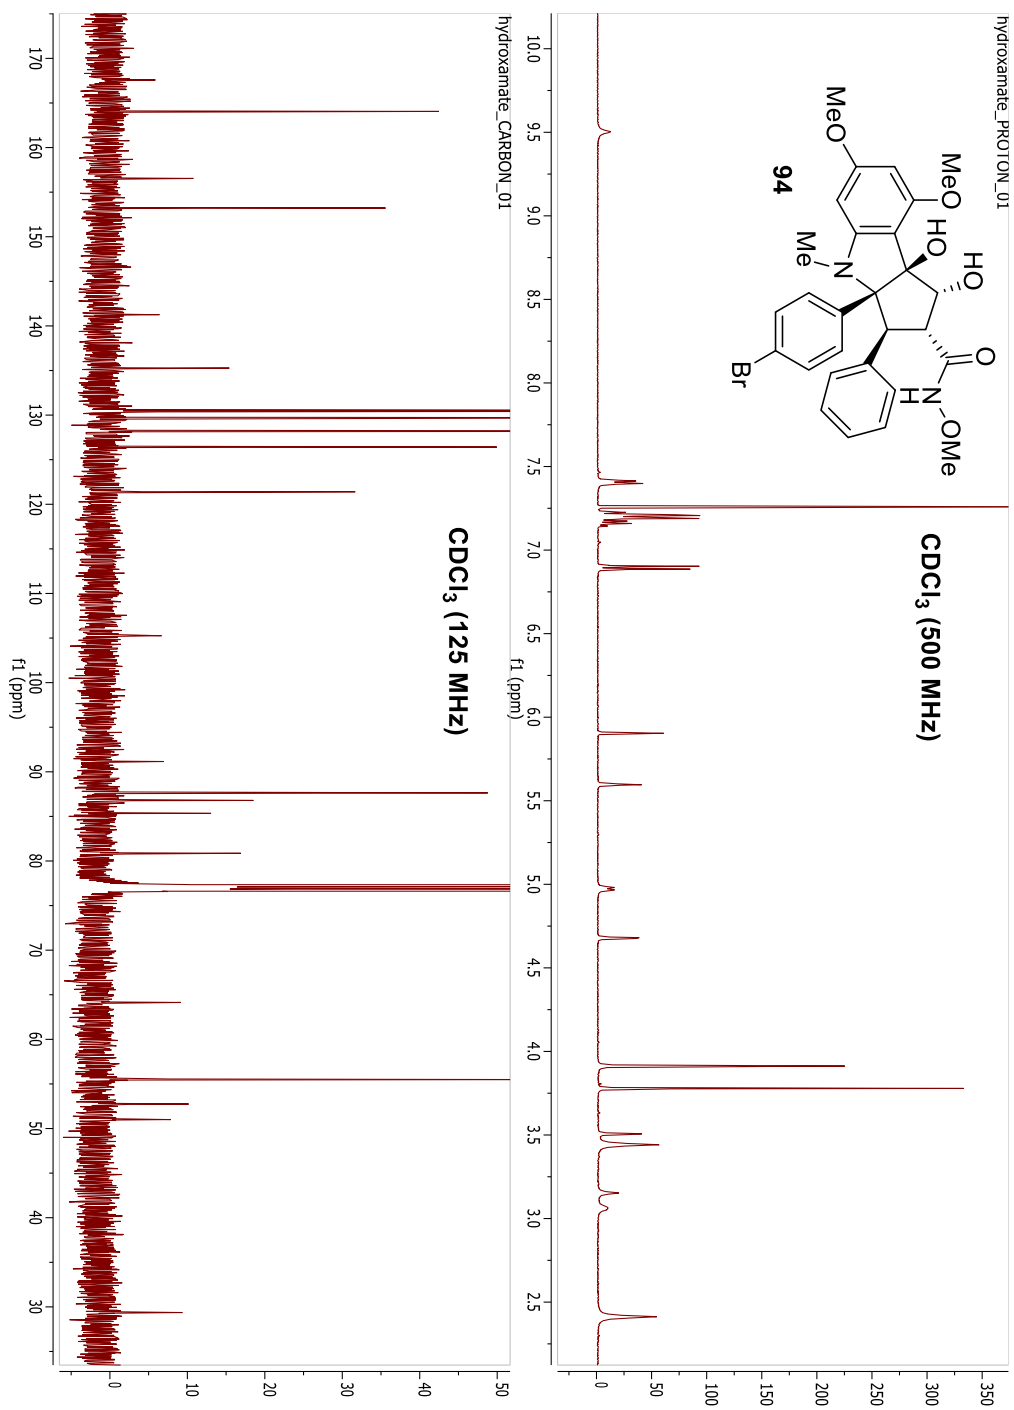 hydroxamate_PROTON_01
MeO
MeO
HO
HO
O
N
H
OMe
N
Me
Br
94
CDCl3 (500 MHz)
0
50
100
150
200
250
300
350
10.0
9.5
9.0
8.5
8.0
7.5
7.0
6.5
6.0
5.5
5.0
4.5
4.0
3.5
3.0
2.5
f1 (ppm)
hydroxamate_CARBON_01
CDCl3 (125 MHz)
0
10
20
30
40
50
170
160
150
140
130
120
110
100
90
80
70
60
50
40
30
f1 (ppm)